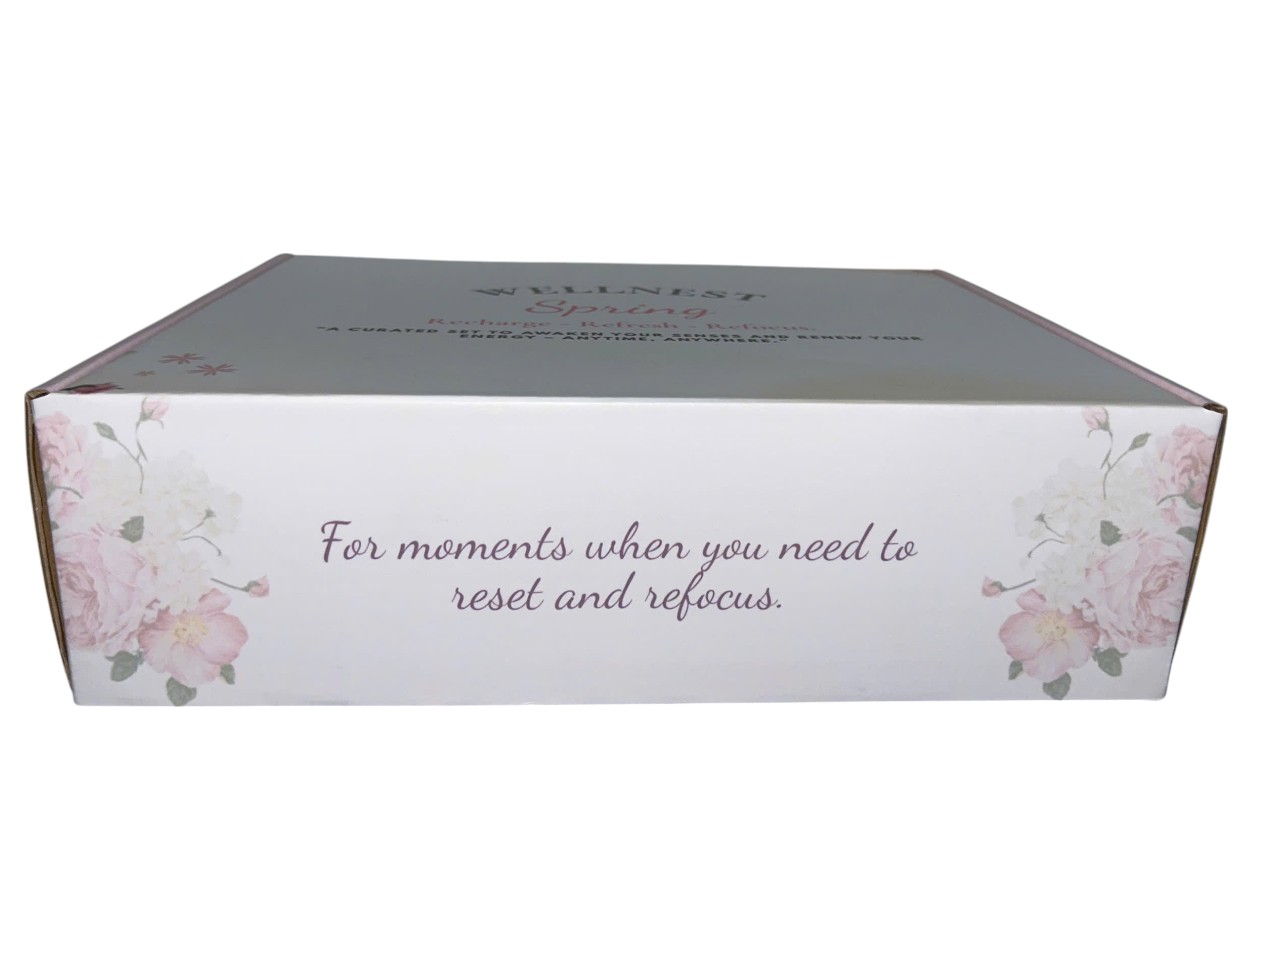 WELLNEST
Spring
Recharge - Refresh - Refocus.
"A CURATED SET TO AWAKEN YOUR SENSES AND RENEW YOUR
ENERGY – ANYTIME, ANYWHERE."
For moments when you need to
reset and refocus.